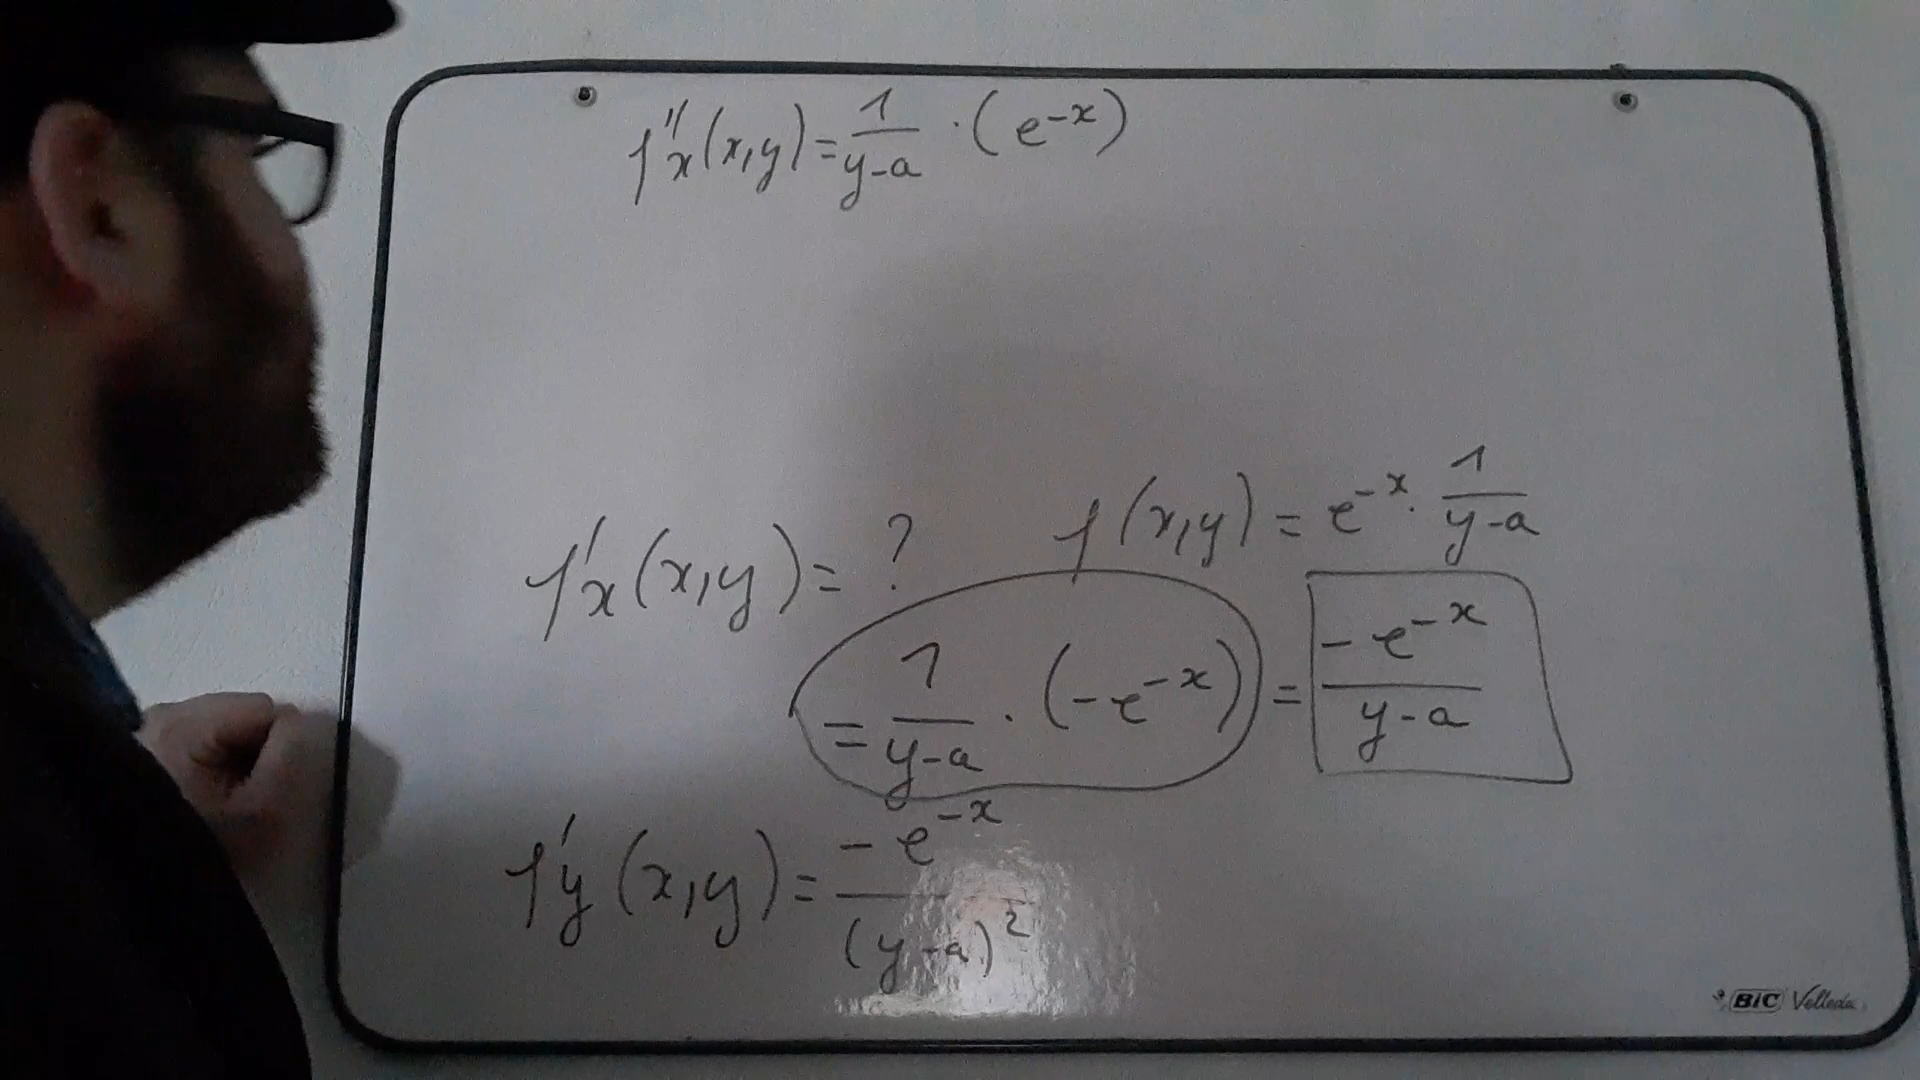 f''x(x,y) = 1/(y-a) · (e^-x)
f(x,y) = e^-x · 1/(y-a)
f'x(x,y) = ?
= 1/(y-a) · (-e^-x) = -e^-x/(y-a)
f'y(x,y) = -e^-x/(y-a)^2
BIC Velleda